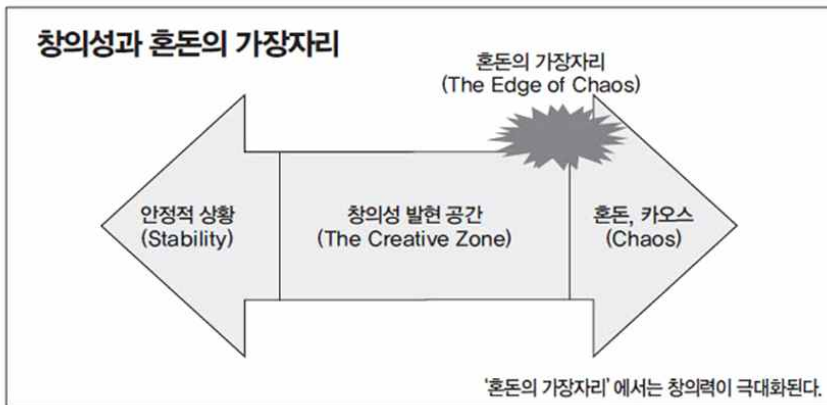 창의성과 혼돈의 가장자리
혼돈의 가장자리
(The Edge of Chaos)
안정적 상황
(Stability)
창의성 발현 공간
(The Creative Zone)
혼돈, 카오스
(Chaos)
‘혼돈의 가장자리’에서는 창의력이 극대화된다.